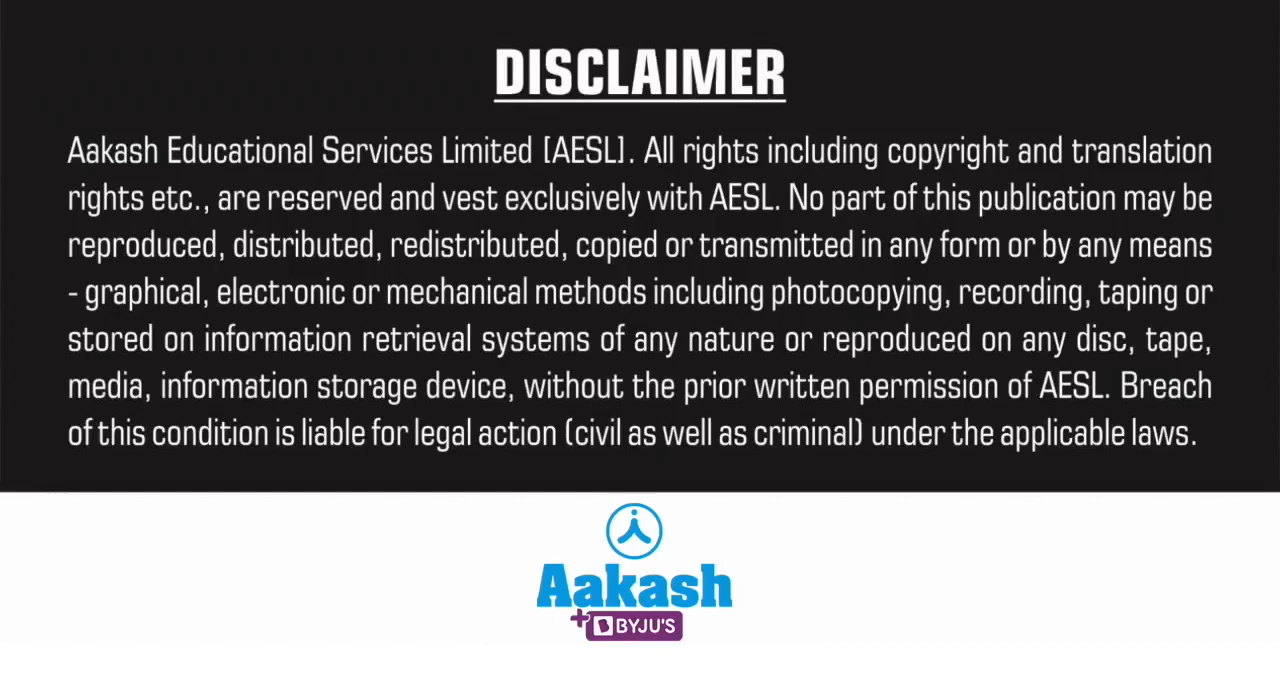 DISCLAIMER
Aakash Educational Services Limited [AESL]. All rights including copyright and translation
rights etc., are reserved and vest exclusively with AESL. No part of this publication may be
reproduced, distributed, redistributed, copied or transmitted in any form or by any means
- graphical, electronic or mechanical methods including photocopying, recording, taping or
stored on information retrieval systems of any nature or reproduced on any disc, tape,
media, information storage device, without the prior written permission of AESL. Breach
of this condition is liable for legal action (civil as well as criminal) under the applicable laws.
Aakash
+ BYJU'S